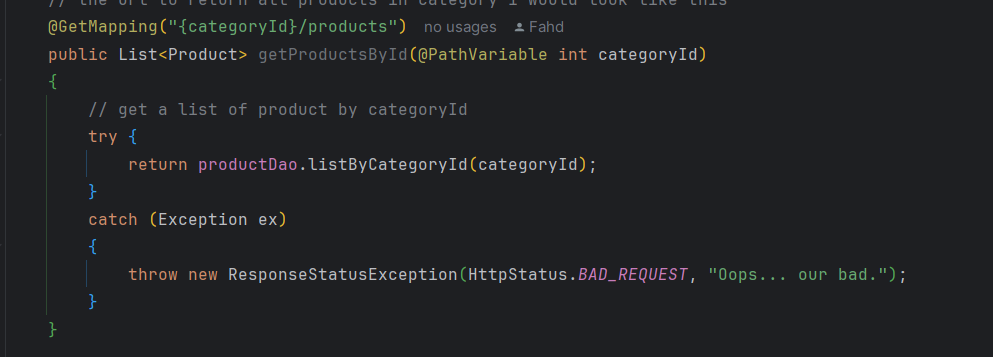 // the url to return all products in category 1 would look like this
@GetMapping("{categoryId}/products") no usages Fahd
public List<Product> getProductsById(@PathVariable int categoryId)
{
// get a list of product by categoryId
try {
return productDao.listByCategoryId(categoryId);
}
catch (Exception ex)
{
throw new ResponseStatusException(HttpStatus.BAD_REQUEST, "Oops... our bad.");
}
}